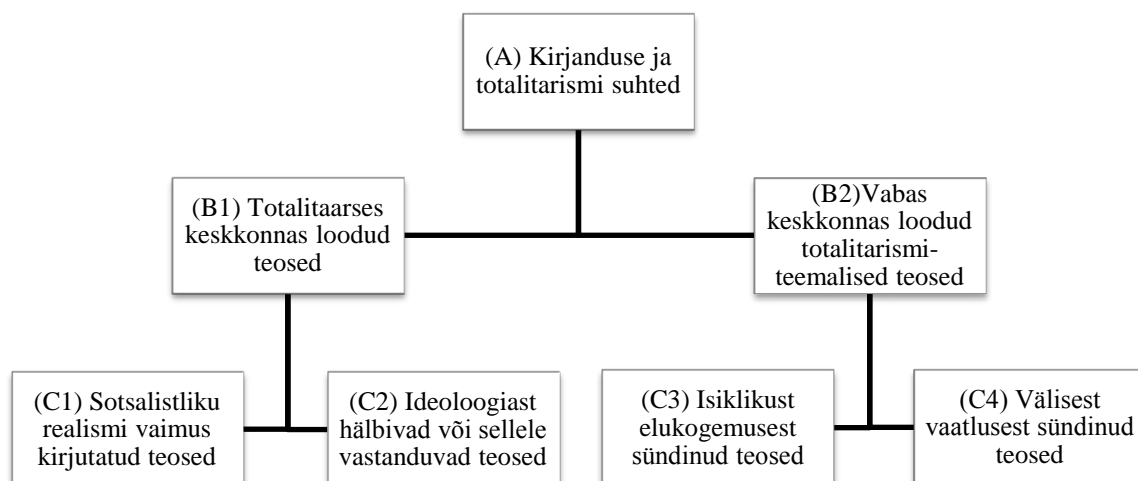 (A) Kirjanduse ja
totalitarismi suhted
(B1) Totalitaarses
keskkonnas loodud
teosed
(B2)Vabas
keskkonnas loodud
totalitarismi-
teemalised teosed
(C1) Sotsalistliku
realismi vaimus
kirjutatud teosed
(C2) Ideoloogiast
hälbivad või sellele
vastanduvad teosed
(C3) Isiklikust
elukogemusest
sündinud teosed
(C4) Välisest
vaatlusest sündinud
teosed